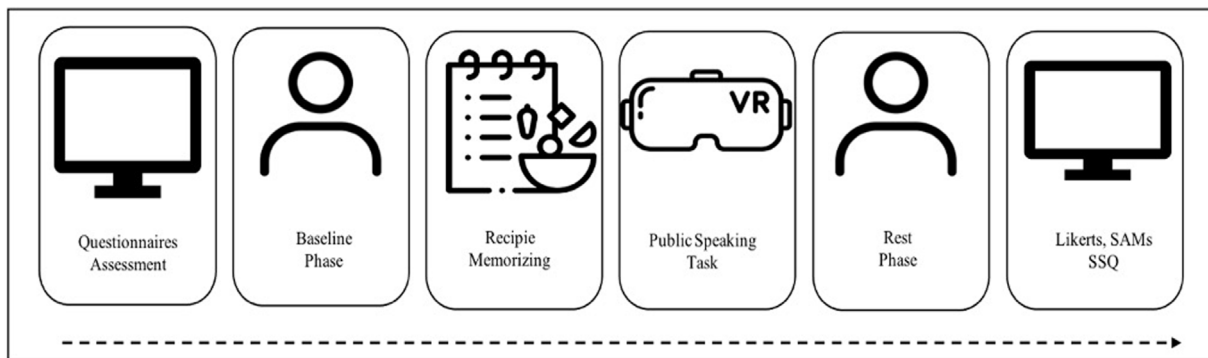 Questionnaires
Assessment
Baseline
Phase
Recipie
Memorizing
VR
Public Speaking
Task
Rest
Phase
Likerts, SAMs
SSQ